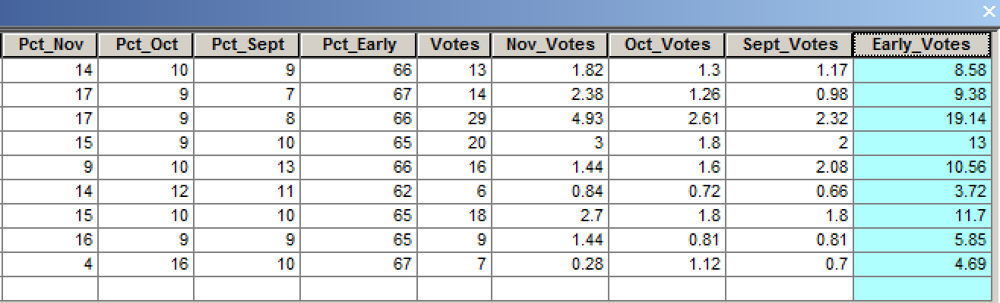 Pct_Nov Pct_Oct Pct_Sept Pct_Early Votes Nov_Votes Oct_Votes Sept_Votes Early_Votes
14 10 9 66 13 1.82 1.3 1.17 8.58
17 9 7 67 14 2.38 1.26 0.98 9.38
17 9 8 66 29 4.93 2.61 2.32 19.14
15 9 10 65 20 3 1.8 2 13
9 10 13 66 16 1.44 1.6 2.08 10.56
14 12 11 62 6 0.84 0.72 0.66 3.72
15 10 10 65 18 2.7 1.8 1.8 11.7
16 9 9 65 9 1.44 0.81 0.81 5.85
4 16 10 67 7 0.28 1.12 0.7 4.69